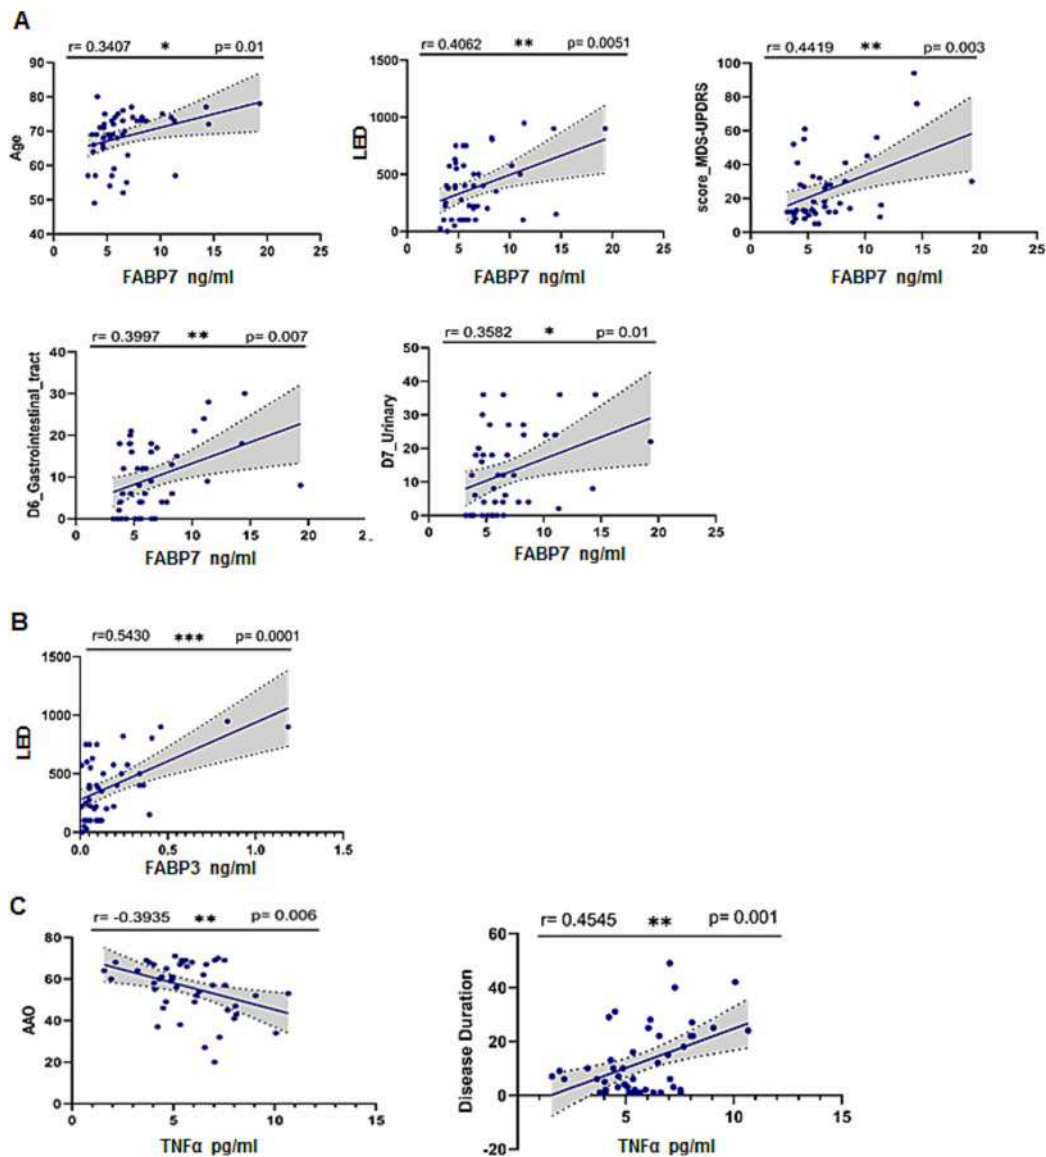 A
r= 0.3407 * p= 0.01
Age
90
80
70
60
50
40
0 5 10 15 20 25
FABP7 ng/ml
r= 0.4062 ** p= 0.0051
LED
1500
1000
500
0
0 5 10 15 20 25
FABP7 ng/ml
r= 0.4419 ** p= 0.003
score_MDS-UPDRS
100
80
60
40
20
0
0 5 10 15 20 25
FABP7 ng/ml
r= 0.3997 ** p= 0.007
D6_Gastrointestinal_tract
40
30
20
10
0
0 5 10 15 20
FABP7 ng/ml
r= 0.3582 * p= 0.01
D7_Urinary
50
40
30
20
10
0
0 5 10 15 20 25
FABP7 ng/ml
B
r=0.5430 *** p= 0.0001
LED
1500
1000
500
0
0.0 0.5 1.0 1.5
FABP3 ng/ml
C
r= -0.3935 ** p= 0.006
AAO
80
60
40
20
0
0 5 10 15
TNFα pg/ml
r= 0.4545 ** p= 0.001
Disease Duration
60
40
20
0
-20
5 10 15
TNFα pg/ml